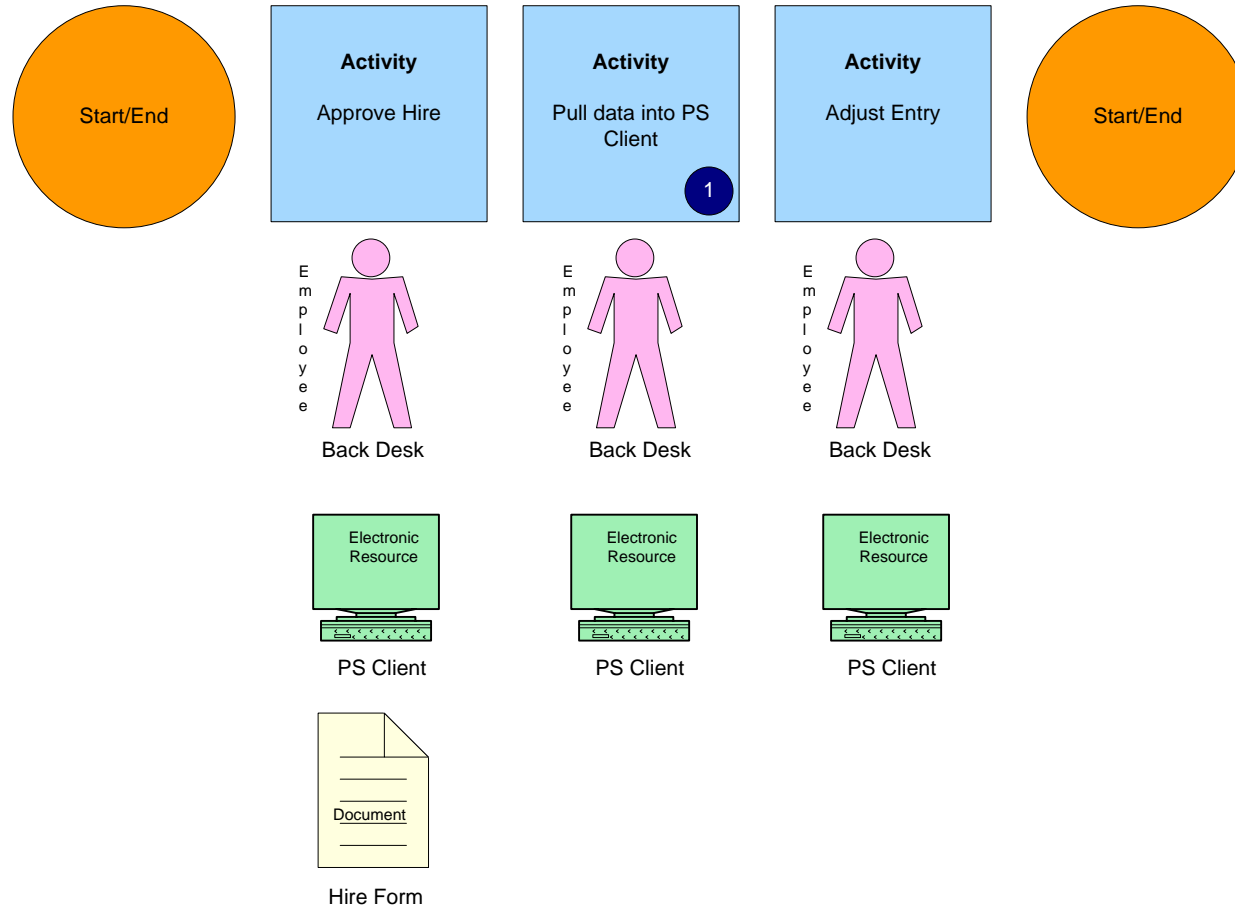 Start/End
Activity
Approve Hire
Activity
Pull data into PS
Client
1
Activity
Adjust Entry
Start/End
Employee
Back Desk
Employee
Back Desk
Employee
Back Desk
Electronic
Resource
PS Client
Electronic
Resource
PS Client
Electronic
Resource
PS Client
Document
Hire Form